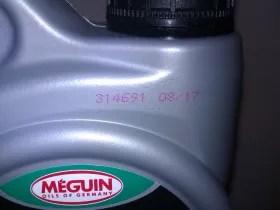 314691 08/17
MEGUIN
OILS OF GERMANY